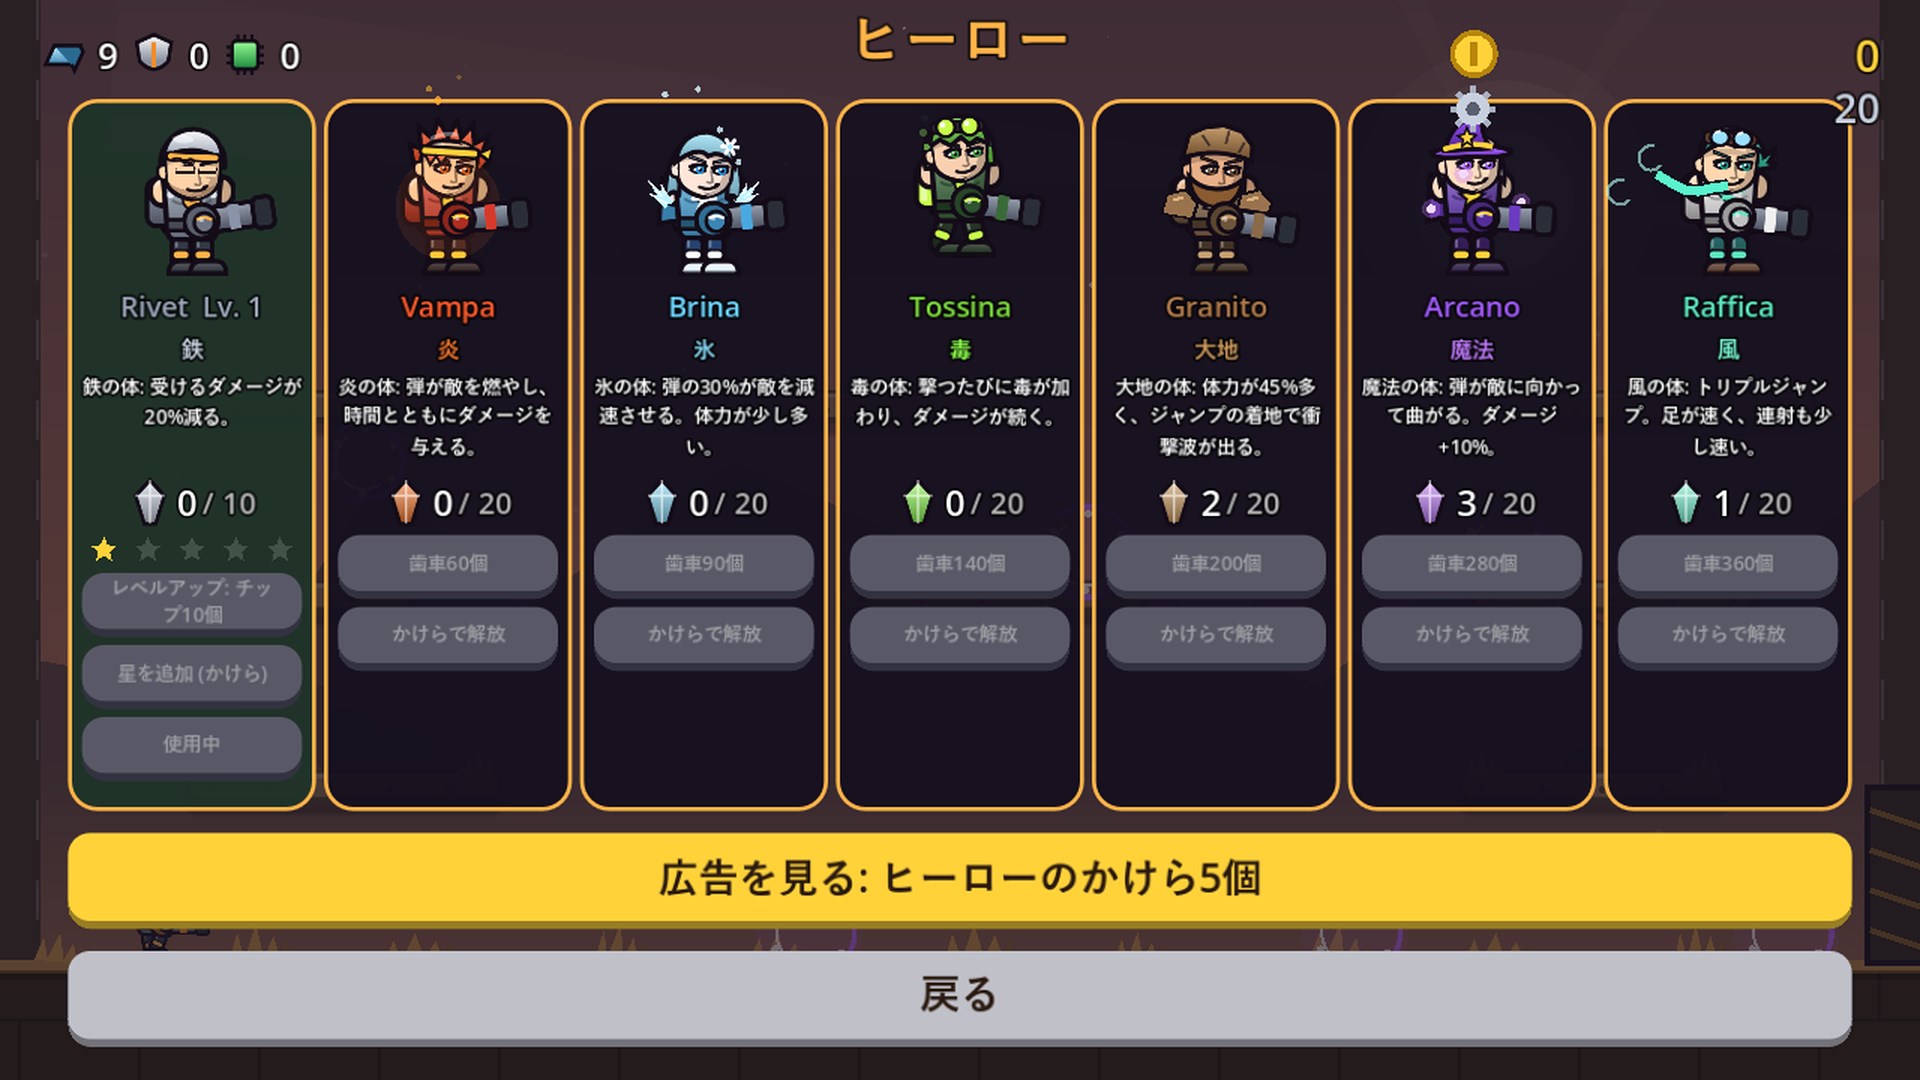 ヒーロー
9 0 0
0
20
Rivet Lv. 1
鉄
鉄の体: 受けるダメージが
20%減る。
0 / 10
レベルアップ: チッ
プ10個
星を追加 (かけら)
使用中
Vampa
炎
炎の体: 弾が敵を燃やし、
時間とともにダメージを
与える。
0 / 20
歯車60個
かけらで解放
Brina
氷
氷の体: 弾の30%が敵を減
速させる。体力が少し多
い。
0 / 20
歯車90個
かけらで解放
Tossina
毒
毒の体: 撃つたびに毒が加
わり、ダメージが続く。
0 / 20
歯車140個
かけらで解放
Granito
大地
大地の体: 体力が45%多
く、ジャンプの着地で衝
撃波が出る。
2 / 20
歯車200個
かけらで解放
Arcano
魔法
魔法の体: 弾が敵に向かっ
て曲がる。ダメージ
+10%。
3 / 20
歯車280個
かけらで解放
Raffica
風
風の体: トリプルジャン
プ。足が速く、連射も少
し速い。
1 / 20
歯車360個
かけらで解放
広告を見る: ヒーローのかけら5個
戻る